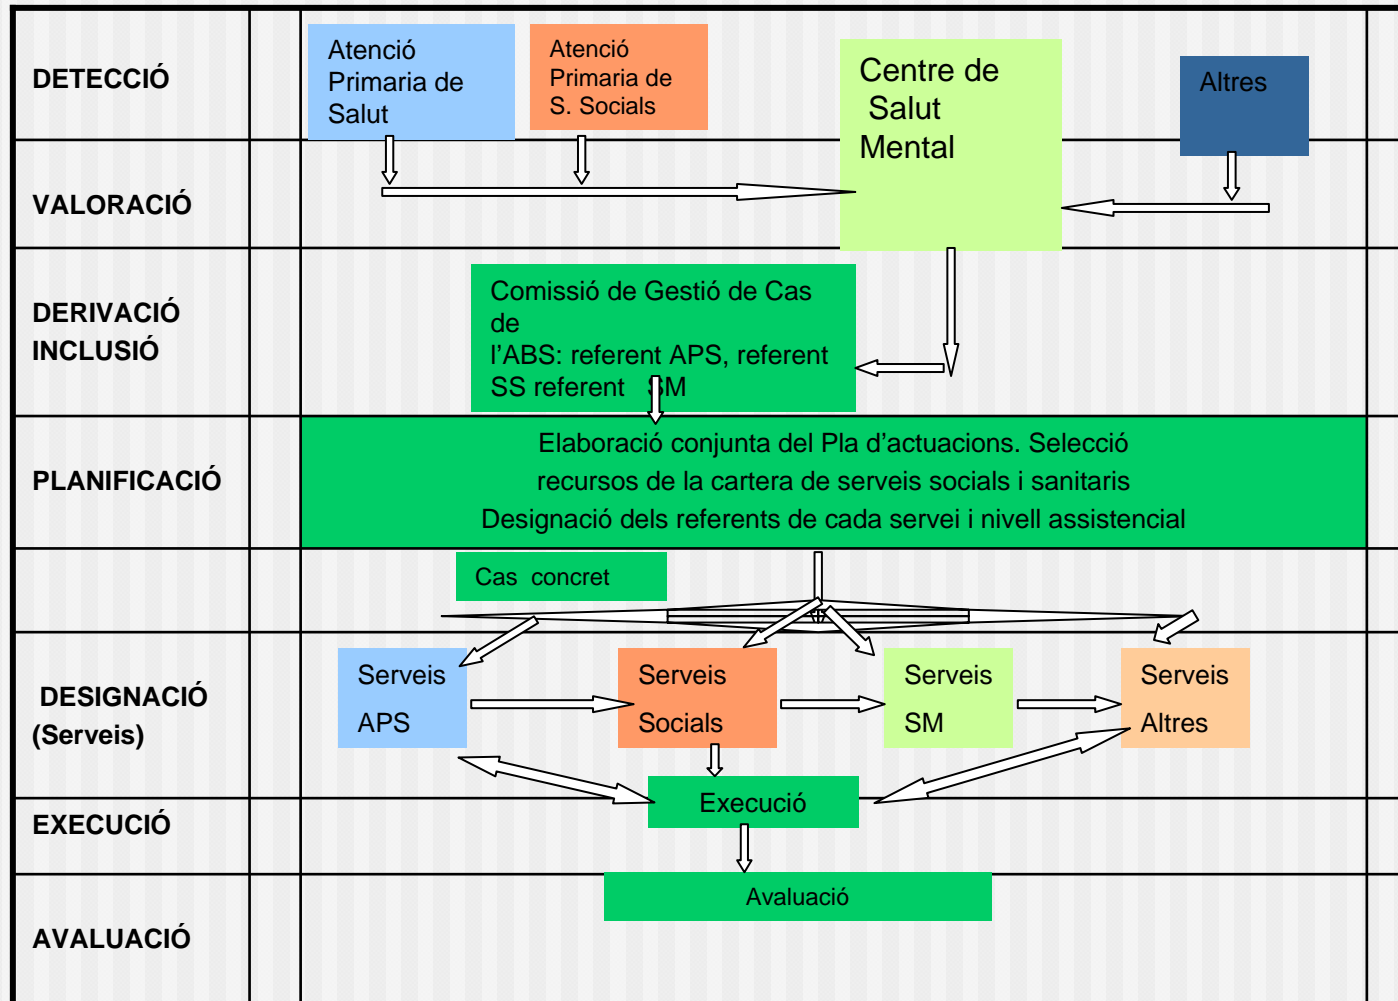 DETECCIÓ
Atenció
Primaria de
Salut
Atenció
Primaria de
S. Socials
Centre de
Salut
Mental
Altres
VALORACIÓ
DERIVACIÓ
INCLUSIÓ
Comissió de Gestió de Cas
de
l’ABS: referent APS, referent
SS referent SM
PLANIFICACIÓ
Elaboració conjunta del Pla d’actuacions. Selecció
recursos de la cartera de serveis socials i sanitaris
Designació dels referents de cada servei i nivell assistencial
Cas concret
DESIGNACIÓ
(Serveis)
Serveis
APS
Serveis
Socials
Serveis
SM
Serveis
Altres
EXECUCIÓ
Execució
AVALUACIÓ
Avaluació